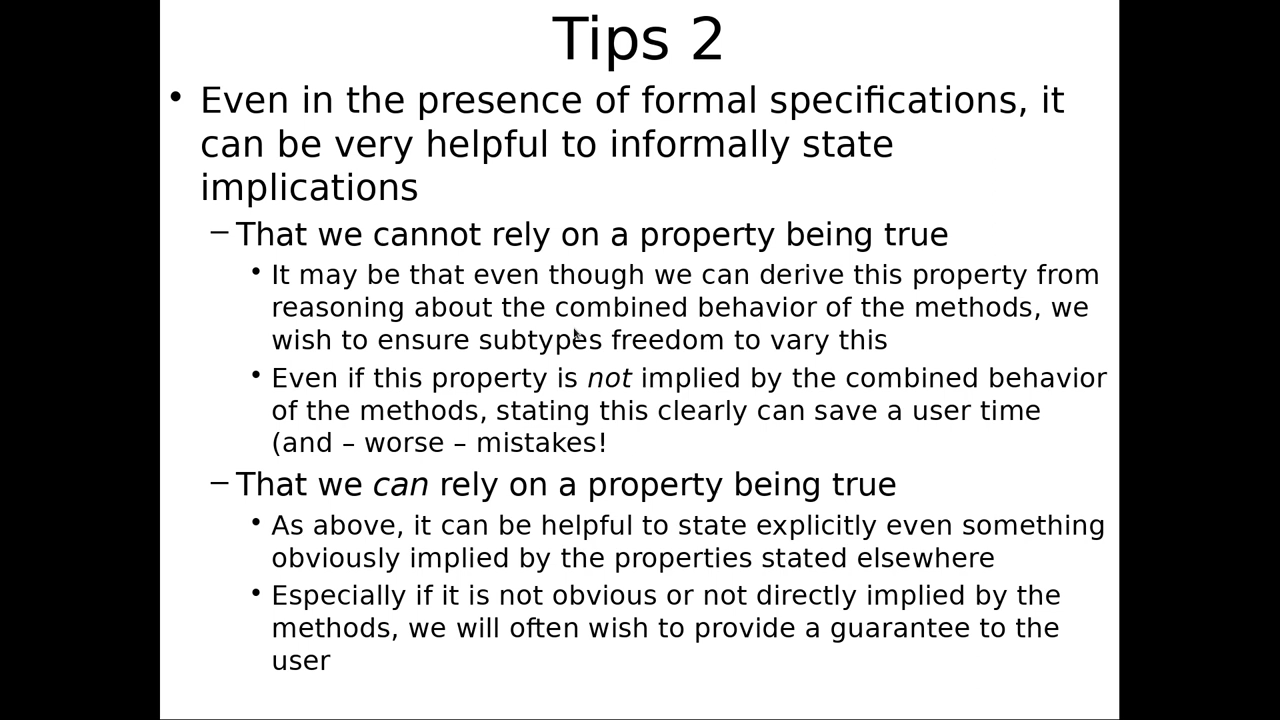 Tips 2
• Even in the presence of formal specifications, it
can be very helpful to informally state
implications
– That we cannot rely on a property being true
• It may be that even though we can derive this property from
reasoning about the combined behavior of the methods, we
wish to ensure subtypes freedom to vary this
• Even if this property is not implied by the combined behavior
of the methods, stating this clearly can save a user time
(and – worse – mistakes!
– That we can rely on a property being true
• As above, it can be helpful to state explicitly even something
obviously implied by the properties stated elsewhere
• Especially if it is not obvious or not directly implied by the
methods, we will often wish to provide a guarantee to the
user